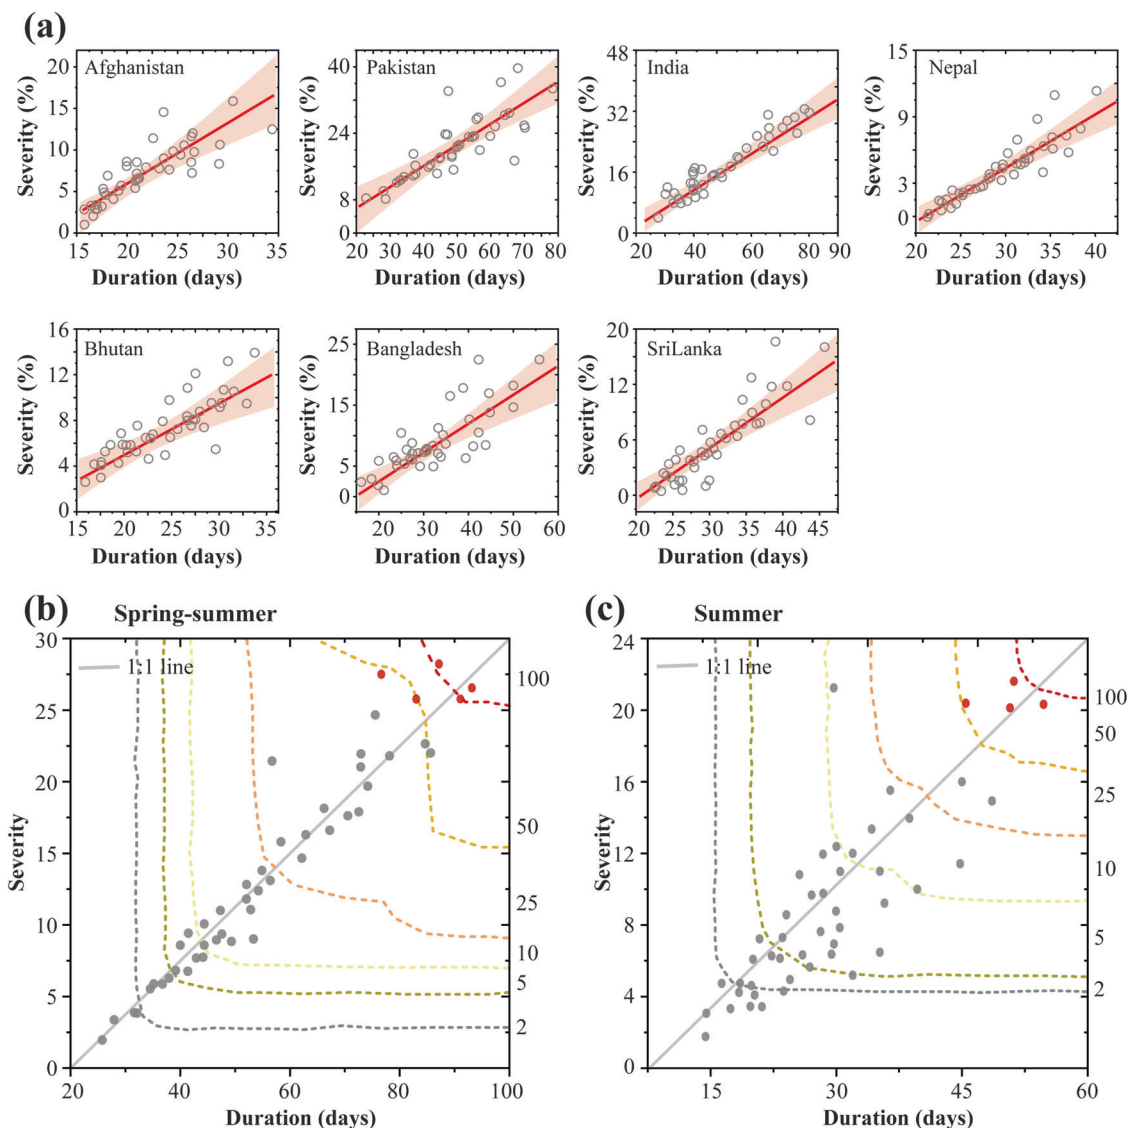 (a)
Afghanistan
Severity (%)
20
15
10
5
0
15 20 25 30 35
Duration (days)
Pakistan
Severity (%)
40
24
8
0
20 30 40 50 60 70 80
Duration (days)
India
Severity (%)
48
32
16
0
20 40 60 80 90
Duration (days)
Nepal
Severity (%)
15
9
3
0
20 25 30 35 40
Duration (days)
Bhutan
Severity (%)
16
12
8
4
0
15 20 25 30 35
Duration (days)
Bangladesh
Severity (%)
25
15
5
0
15 20 30 40 50 60
Duration (days)
SriLanka
Severity (%)
20
12
6
0
20 25 30 35 40 45
Duration (days)
(b) Spring-summer
1:1 line
Severity
30
25
20
15
10
5
0
20 40 60 80 100
Duration (days)
100
50
25
10
5
2
(c) Summer
1:1 line
Severity
24
20
16
12
8
4
0
15 30 45 60
Duration (days)
100
50
25
10
5
2